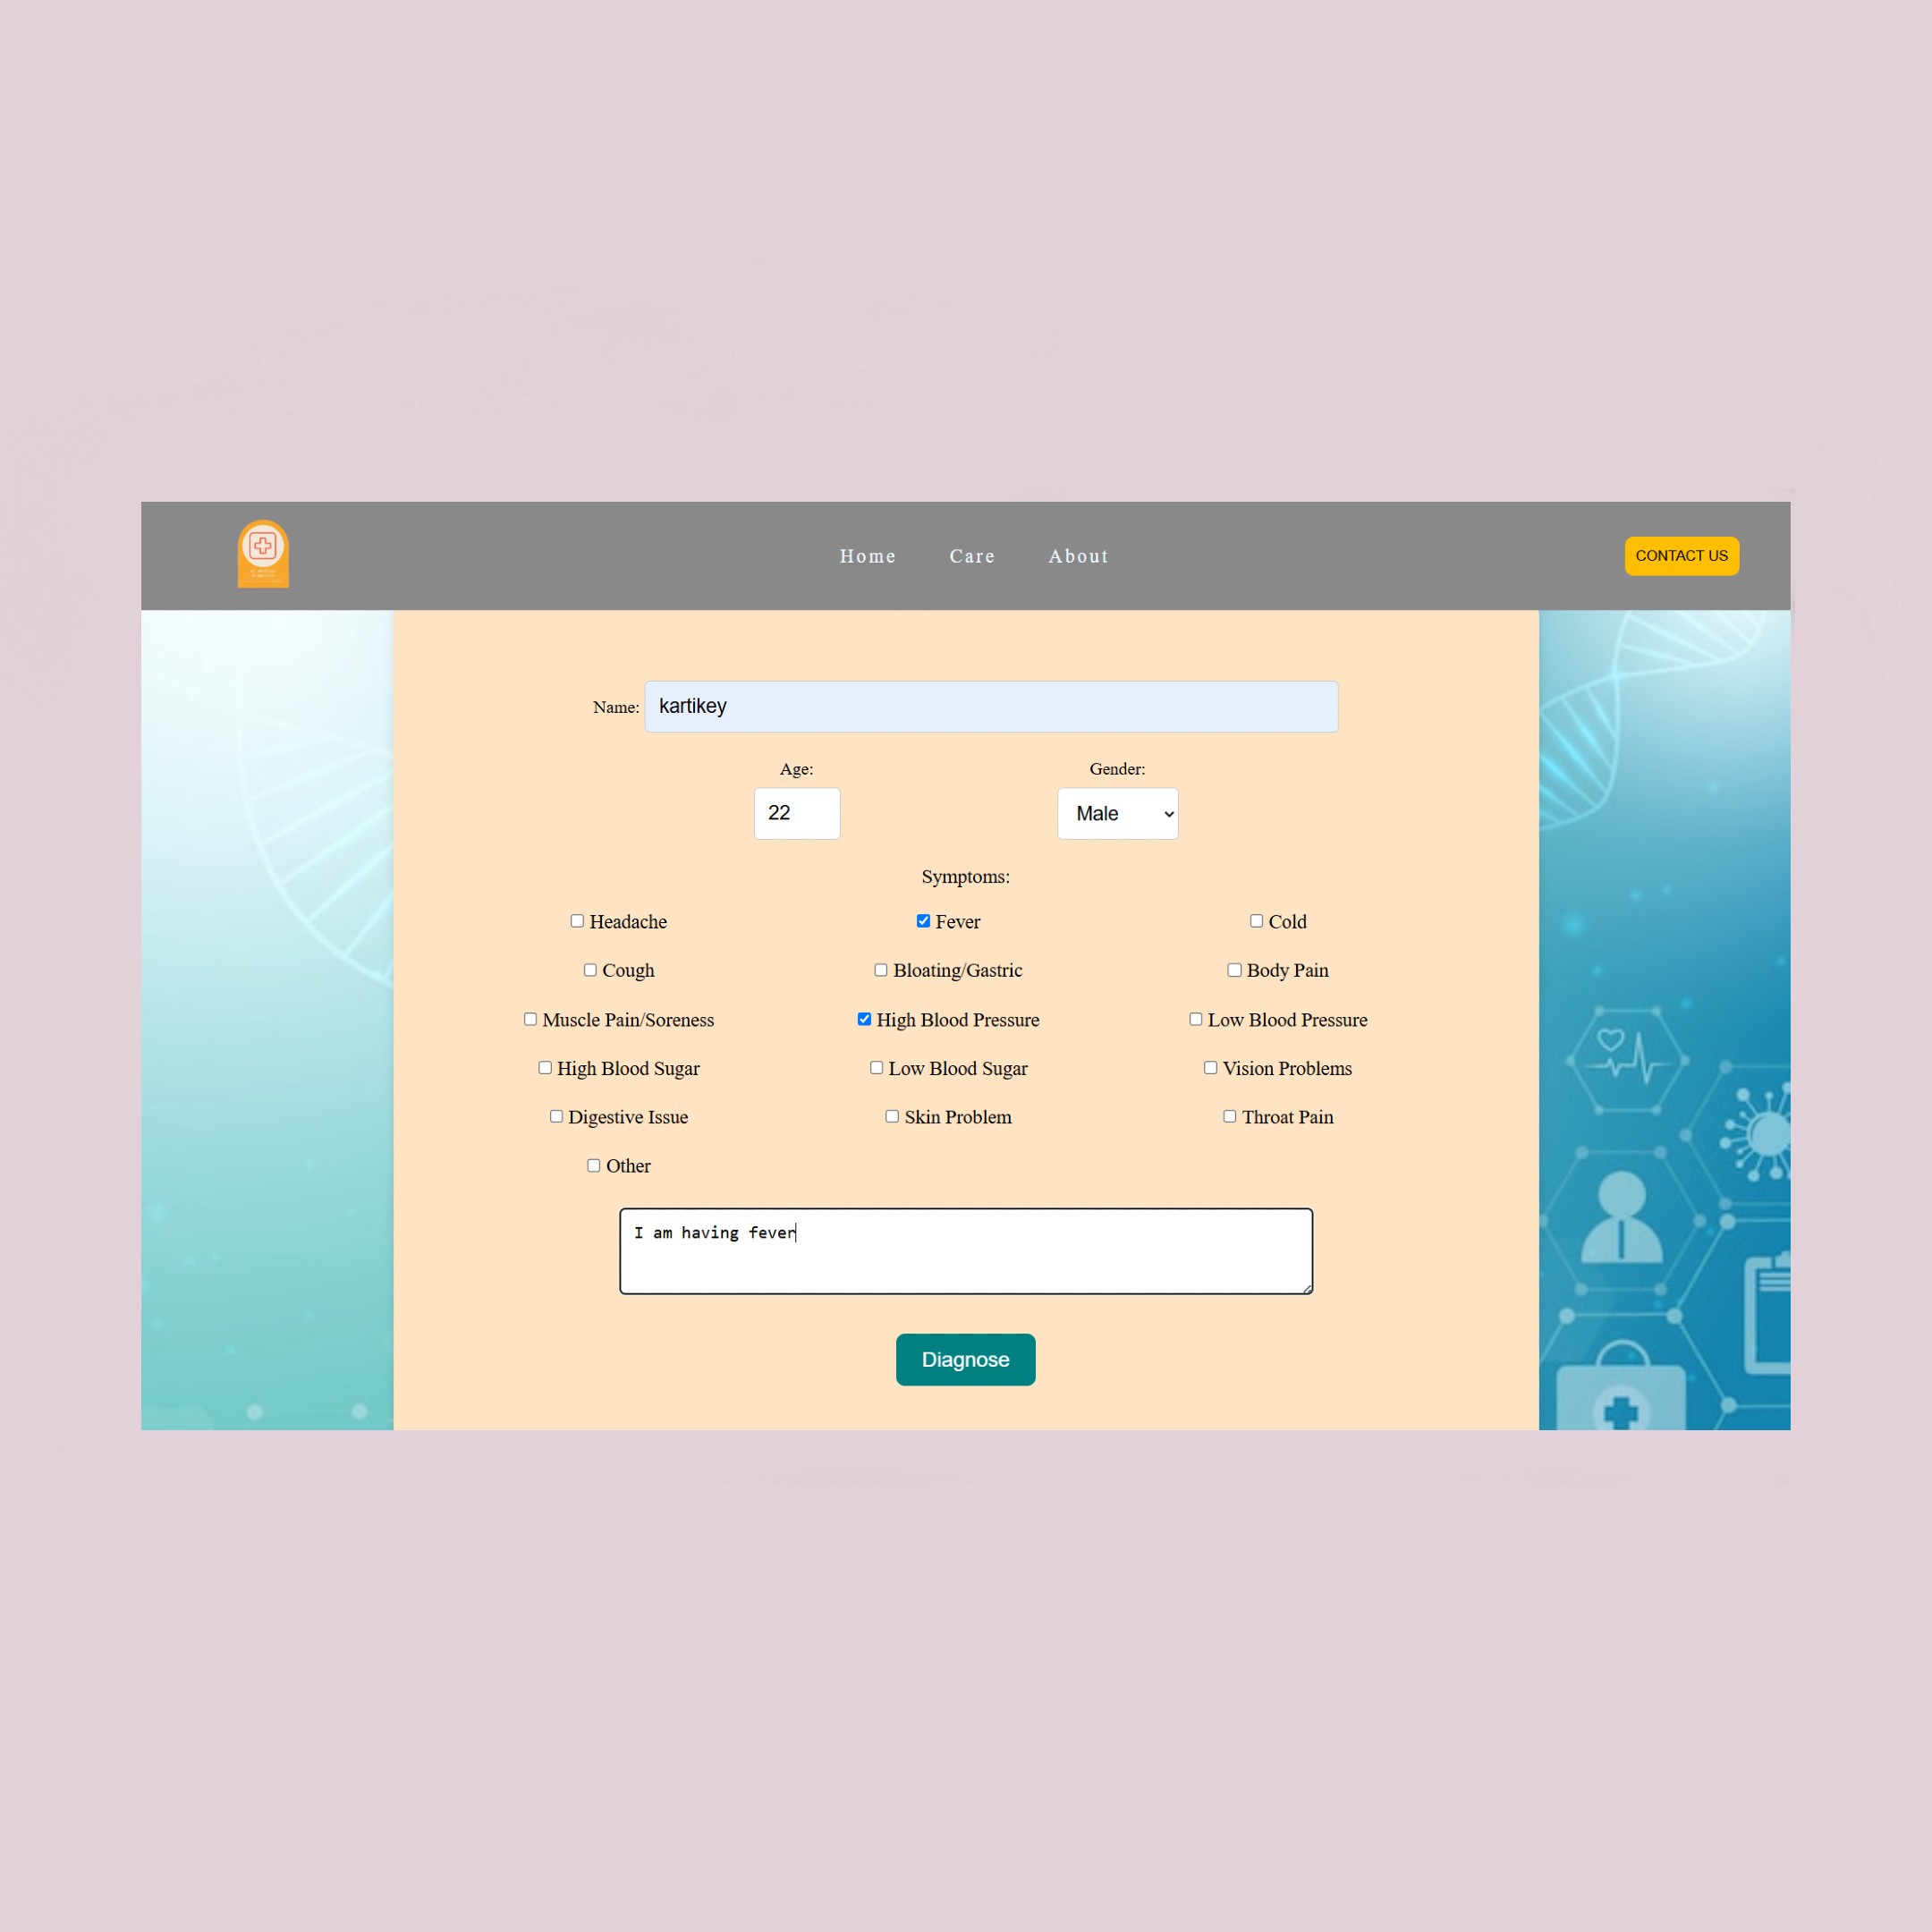 Home Care About CONTACT US
Name: kartikey
Age: Gender:
22 Male
Symptoms:
Headache Fever Cold
Cough Bloating/Gastric Body Pain
Muscle Pain/Soreness High Blood Pressure Low Blood Pressure
High Blood Sugar Low Blood Sugar Vision Problems
Digestive Issue Skin Problem Throat Pain
Other
I am having fever
Diagnose